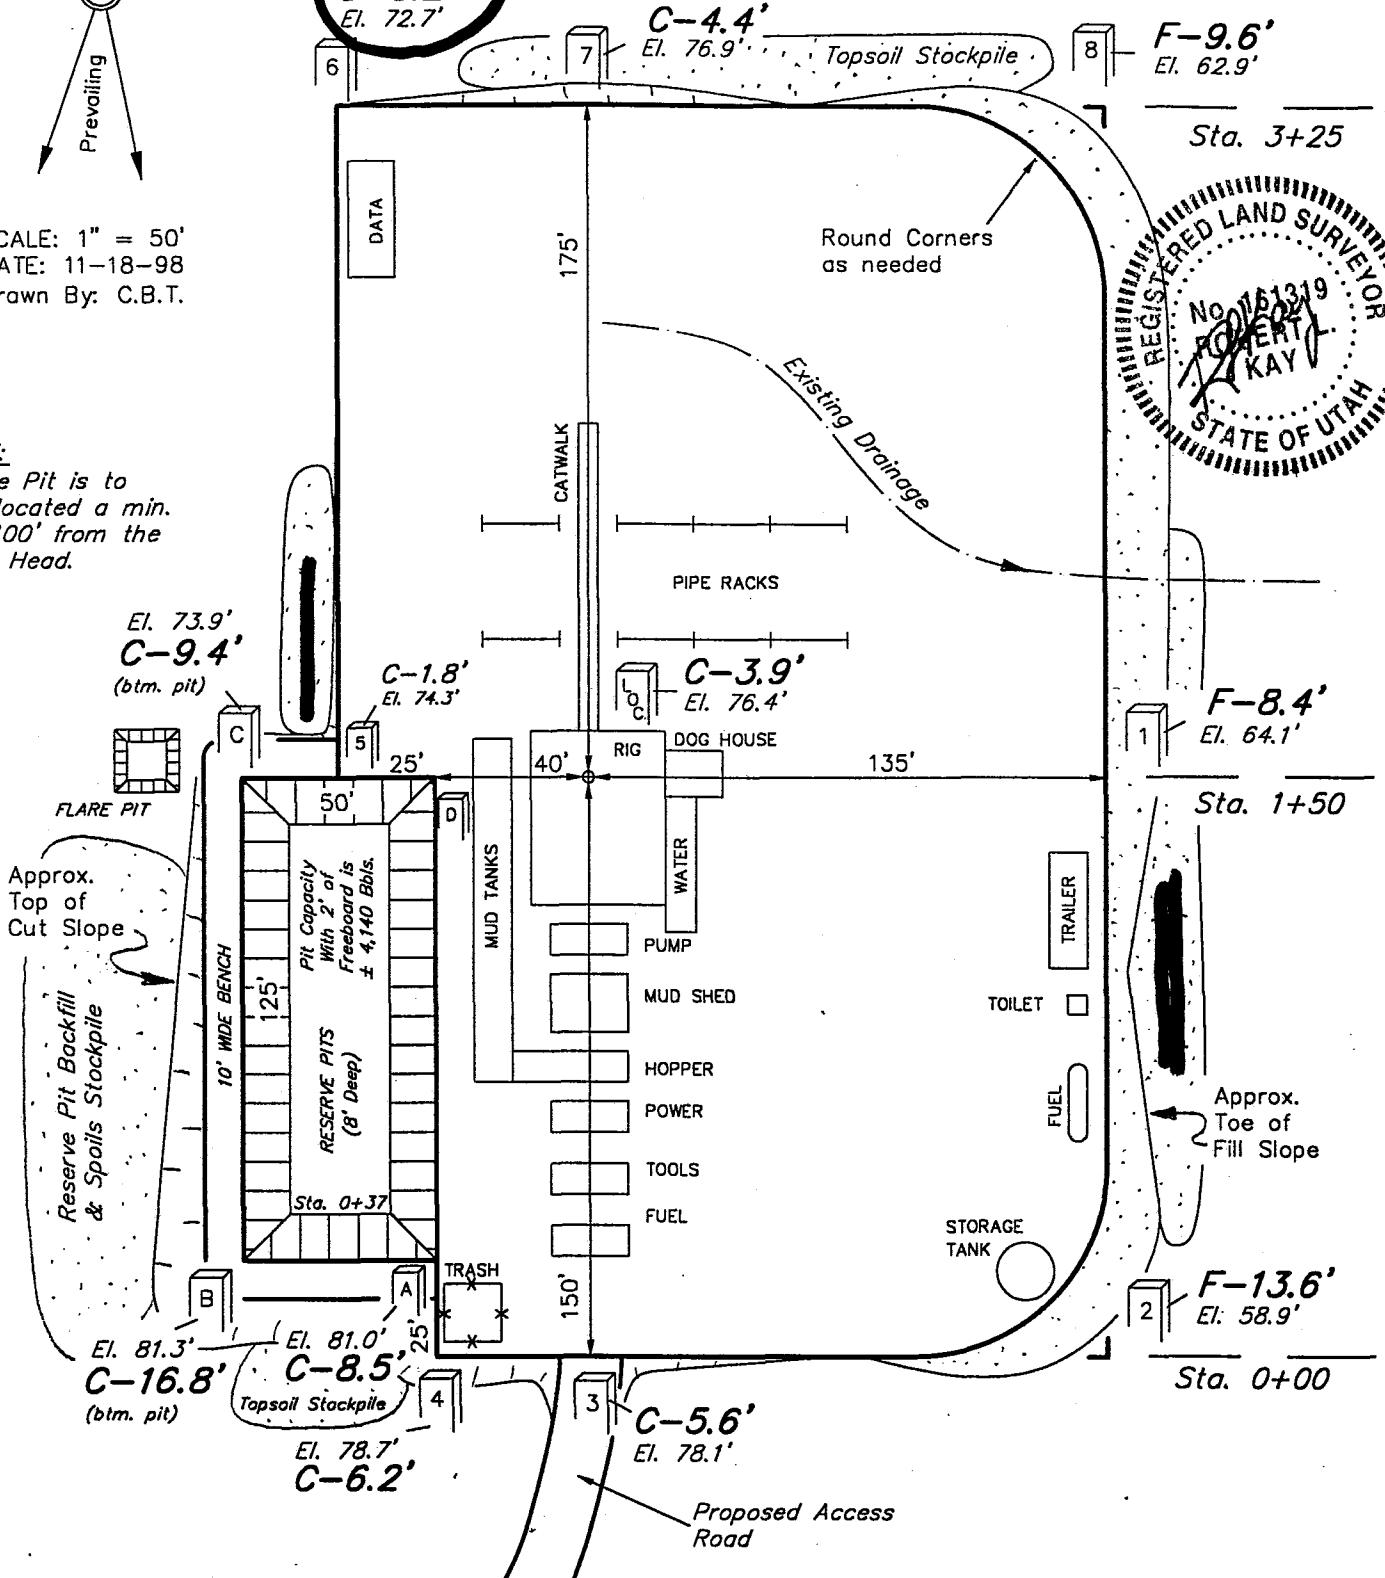 El. 72.7'
C-4.4'
El. 76.9'
Topsoil Stockpile
F-9.6'
El. 62.9'
6
7
8
Prevailing
Sta. 3+25
DATA
175'
Round Corners
as needed
REGISTERED LAND SURVEYOR
No. 161319
ROBERT L.
KAY
STATE OF UTAH
CALE: 1" = 50'
ATE: 11-18-98
rawn By: C.B.T.
Existing Drainage
CATWALK
e Pit is to
located a min.
00' from the
Head.
PIPE RACKS
El. 73.9'
C-9.4'
(btm. pit)
C-1.8'
El. 74.3'
C-3.9'
El. 76.4'
LOC.
F-8.4'
El. 64.1'
C
5
1
RIG
DOG HOUSE
25'
40'
135'
FLARE PIT
50'
D
Sta. 1+50
Approx.
Top of
Cut Slope
Pit Capacity
With 2' of
Freeboard is
± 4,140 Bbls.
MUD TANKS
WATER
TRAILER
PUMP
10' WIDE BENCH
125'
MUD SHED
TOILET
Reserve Pit Backfill
& Spoils Stockpile
RESERVE PITS
(8' Deep)
HOPPER
POWER
FUEL
Approx.
Toe of
Fill Slope
TOOLS
Sta. 0+37
FUEL
STORAGE
TANK
TRASH
B
A
25'
150'
2
F-13.6'
El. 58.9'
El. 81.3'
C-16.8'
(btm. pit)
El. 81.0'
C-8.5'
Topsoil Stockpile
4
3
Sta. 0+00
C-5.6'
El. 78.1'
El. 78.7'
C-6.2'
Proposed Access
Road